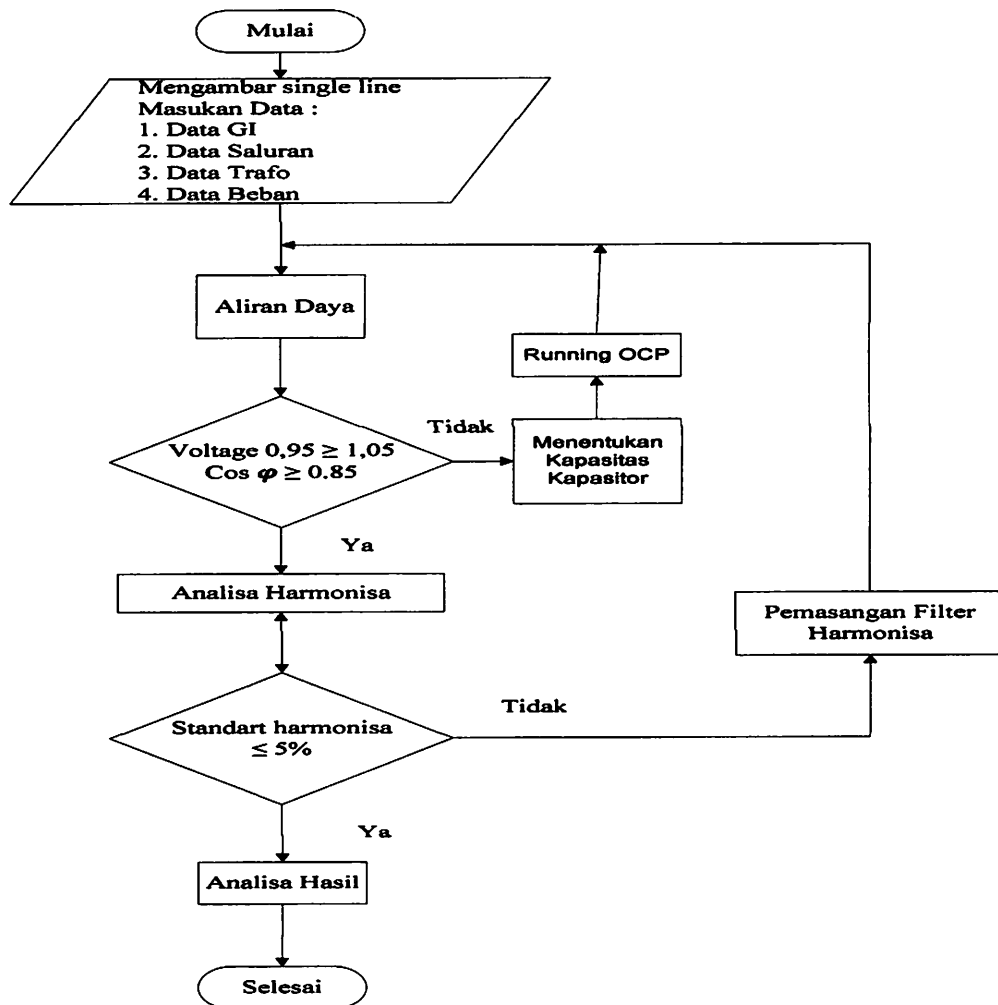 Mulai
Mengambar single line
Masukan Data :
1. Data GI
2. Data Saluran
3. Data Trafo
4. Data Beban
Aliran Daya
Running OCP
Tidak
Voltage 0,95 ≥ 1,05
Cos φ ≥ 0.85
Menentukan
Kapasitas
Kapasitor
Ya
Analisa Harmonisa
Pemasangan Filter
Harmonisa
Tidak
Standart harmonisa
≤ 5%
Ya
Analisa Hasil
Selesai